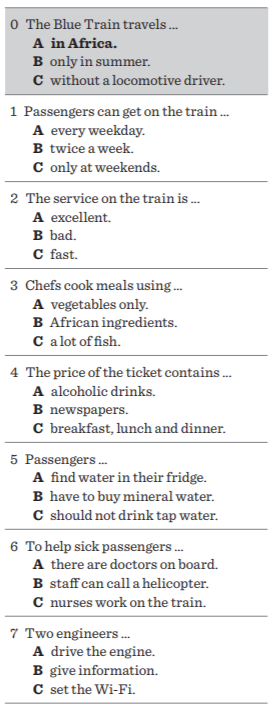 0 The Blue Train travels ...
A in Africa.
B only in summer.
C without a locomotive driver.
1 Passengers can get on the train ...
A every weekday.
B twice a week.
C only at weekends.
2 The service on the train is ...
A excellent.
B bad.
C fast.
3 Chefs cook meals using ...
A vegetables only.
B African ingredients.
C a lot of fish.
4 The price of the ticket contains ...
A alcoholic drinks.
B newspapers.
C breakfast, lunch and dinner.
5 Passengers ...
A find water in their fridge.
B have to buy mineral water.
C should not drink tap water.
6 To help sick passengers ...
A there are doctors on board.
B staff can call a helicopter.
C nurses work on the train.
7 Two engineers ...
A drive the engine.
B give information.
C set the Wi-Fi.